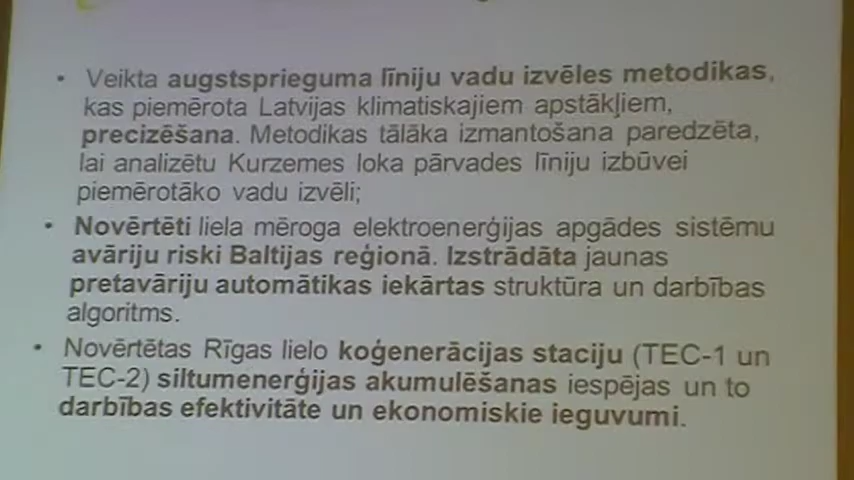 • Veikta augstsprieguma līniju vadu izvēles metodikas,
kas piemērota Latvijas klimatiskajiem apstākļiem,
precizēšana. Metodikas tālāka izmantošana paredzēta,
lai analizētu Kurzemes loka pārvades līniju izbūvei
piemērotāko vadu izvēli;
• Novērtēti liela mēroga elektroenerģijas apgādes sistēmu
avāriju riski Baltijas reģionā. Izstrādāta jaunas
pretavāriju automātikas iekārtas struktūra un darbības
algoritms.
• Novērtētas Rīgas lielo koģenerācijas staciju (TEC-1 un
TEC-2) siltumenerģijas akumulēšanas iespējas un to
darbības efektivitāte un ekonomiskie ieguvumi.